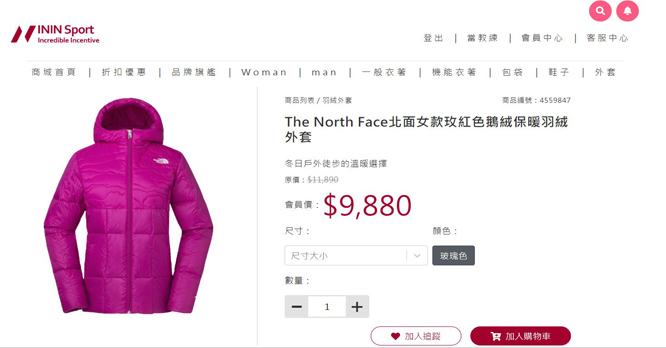 ININ Sport
Incredible Incentive
登出 | 當教練 | 會員中心 | 客服中心
商城首頁 | 折扣優惠 | 品牌旗艦 | Woman | man | 一般衣著 | 機能衣著 | 包袋 | 鞋子 | 外套
商品列表 / 羽絨外套
商品編號：4559847
The North Face北面女款玫紅色鵝絨保暖羽絨
外套
冬日戶外徒步的溫暖選擇
原價：$11,890
會員價：$9,880
尺寸：
顏色：
尺寸大小
玻瑰色
數量：
1
加入追蹤
加入購物車